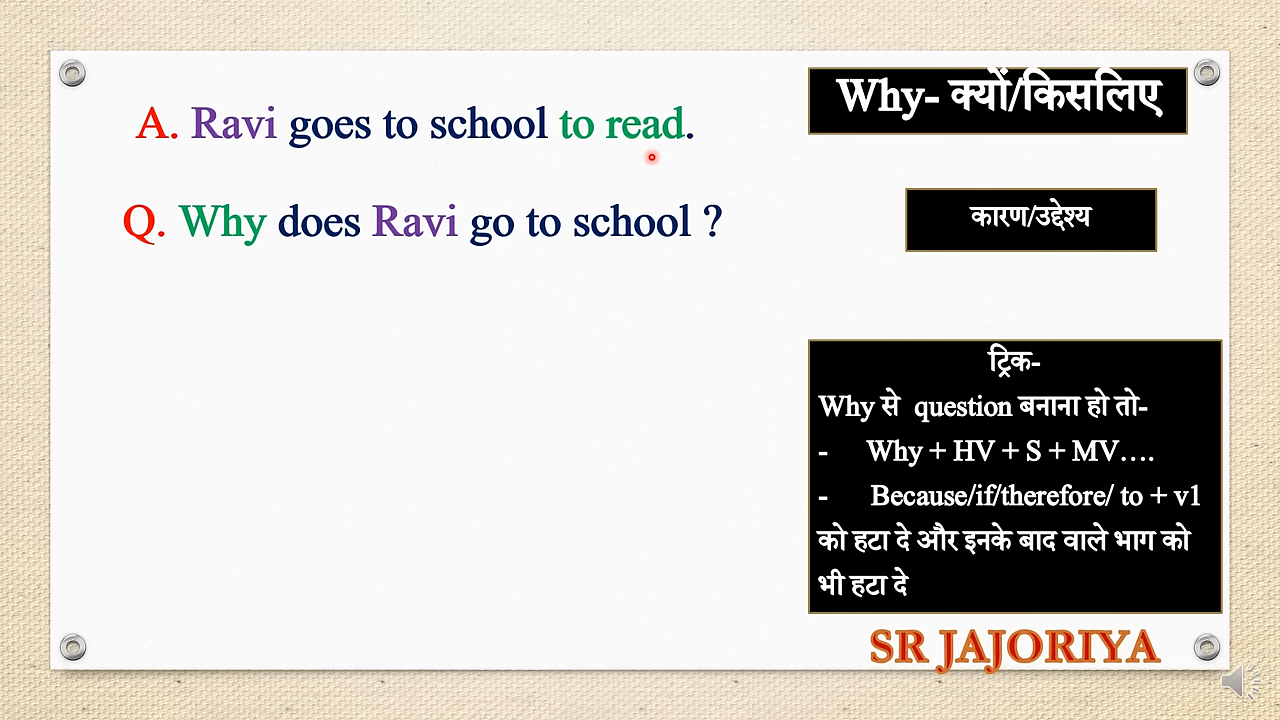 A. Ravi goes to school to read.
Q. Why does Ravi go to school ?
Why- क्यों/किसलिए
कारण/उद्देश्य
ट्रिक-
Why से question बनाना हो तो-
- Why + HV + S + MV….
- Because/if/therefore/ to + v1
को हटा दे और इनके बाद वाले भाग को
भी हटा दे
SR JAJORIYA